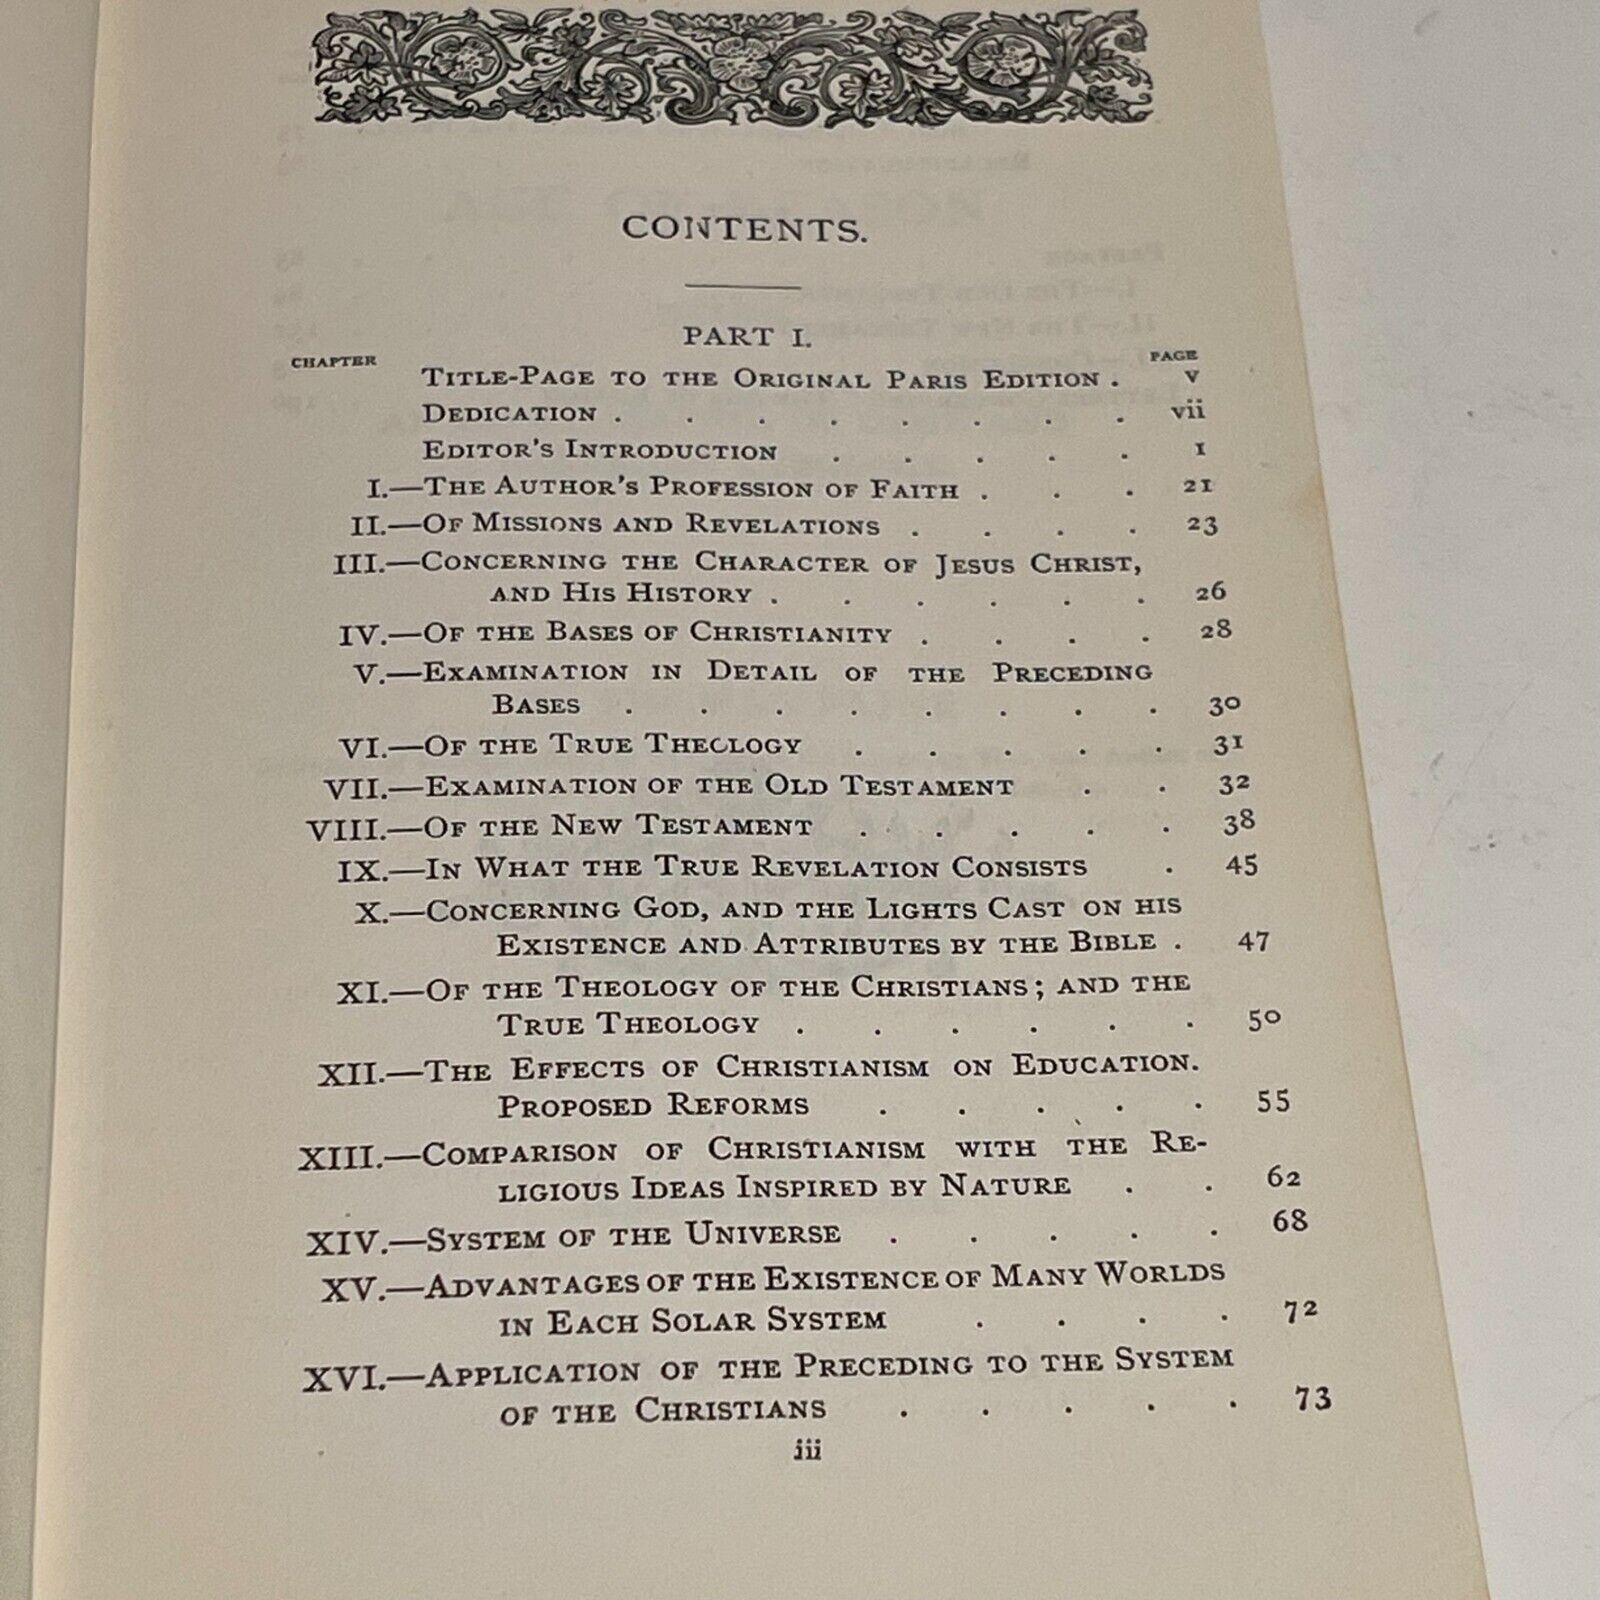 CONTENTS.
PART I.
CHAPTER PAGE
TITLE-PAGE TO THE ORIGINAL PARIS EDITION . v
DEDICATION . . . . . . . . vii
EDITOR'S INTRODUCTION . . . . . 1
I.—THE AUTHOR'S PROFESSION OF FAITH . . . 21
II.—OF MISSIONS AND REVELATIONS . . . . 23
III.—CONCERNING THE CHARACTER OF JESUS CHRIST,
AND HIS HISTORY . . . . . . 26
IV.—OF THE BASES OF CHRISTIANITY . . . . 28
V.—EXAMINATION IN DETAIL OF THE PRECEDING
BASES . . . . . . . . 30
VI.—OF THE TRUE THEOLOGY . . . . . 31
VII.—EXAMINATION OF THE OLD TESTAMENT . . 32
VIII.—OF THE NEW TESTAMENT . . . . . 38
IX.—IN WHAT THE TRUE REVELATION CONSISTS . 45
X.—CONCERNING GOD, AND THE LIGHTS CAST ON HIS
EXISTENCE AND ATTRIBUTES BY THE BIBLE . 47
XI.—OF THE THEOLOGY OF THE CHRISTIANS; AND THE
TRUE THEOLOGY . . . . . . 50
XII.—THE EFFECTS OF CHRISTIANISM ON EDUCATION.
PROPOSED REFORMS . . . . . 55
XIII.—COMPARISON OF CHRISTIANISM WITH THE RE-
LIGIOUS IDEAS INSPIRED BY NATURE . . 62
XIV.—SYSTEM OF THE UNIVERSE . . . . . 68
XV.—ADVANTAGES OF THE EXISTENCE OF MANY WORLDS
IN EACH SOLAR SYSTEM . . . . 72
XVI.—APPLICATION OF THE PRECEDING TO THE SYSTEM
OF THE CHRISTIANS . . . . . 73
iii